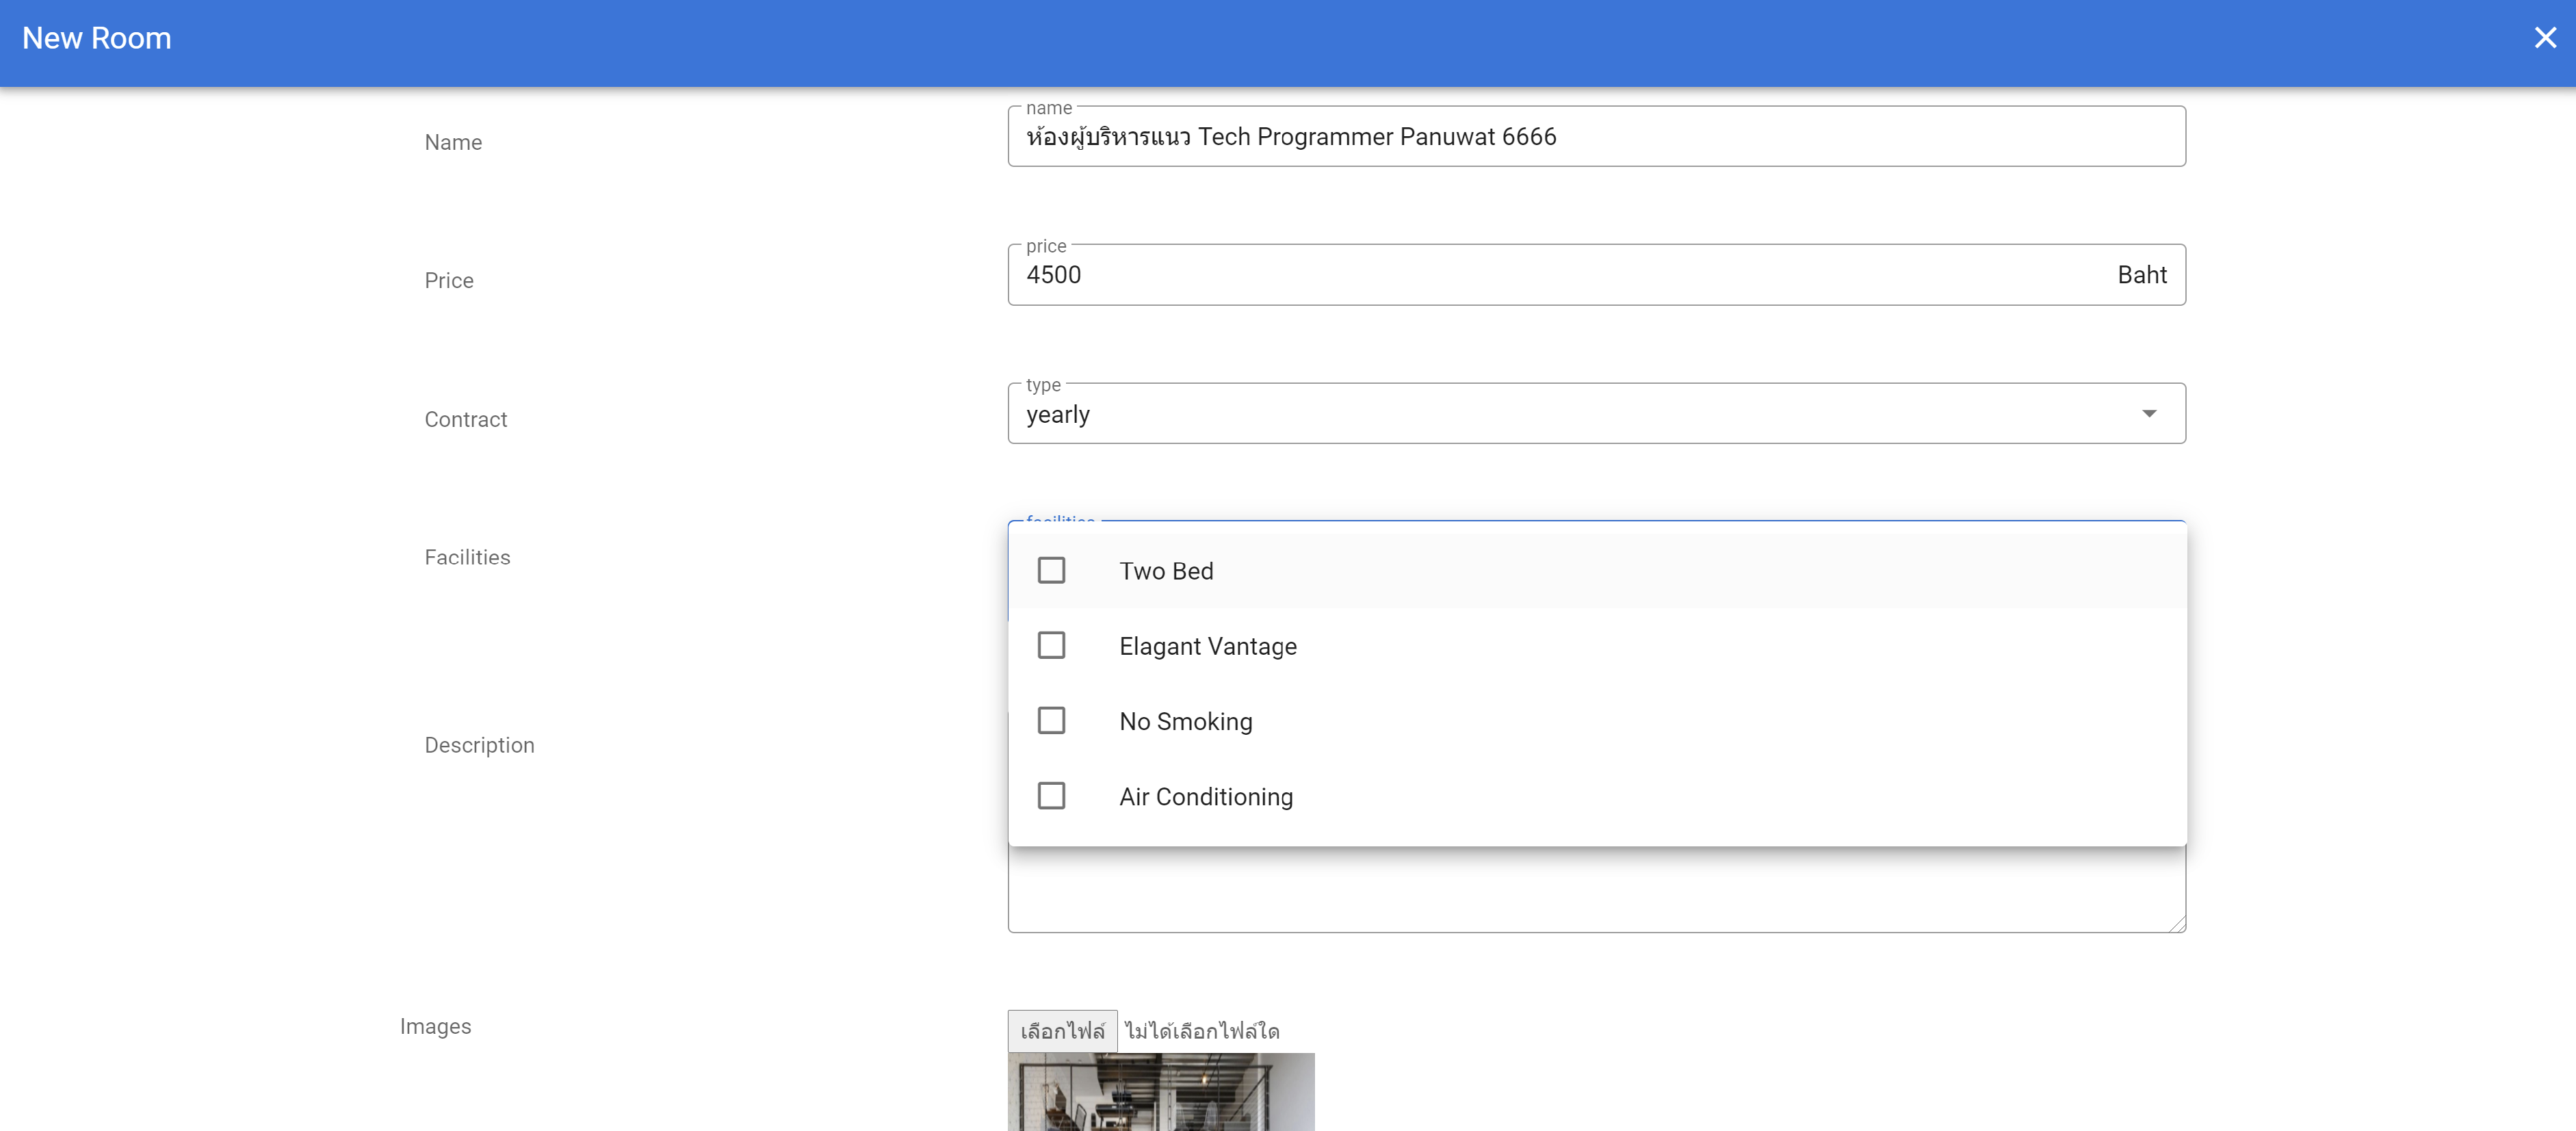 New Room
Name
name
ห้องผู้บริหารแนว Tech Programmer Panuwat 6666
Price
price
4500 Baht
Contract
type
yearly
Facilities
facilities
Two Bed
Elagant Vantage
No Smoking
Air Conditioning
Description
Images
เลือกไฟล์ ไม่ได้เลือกไฟล์ใด